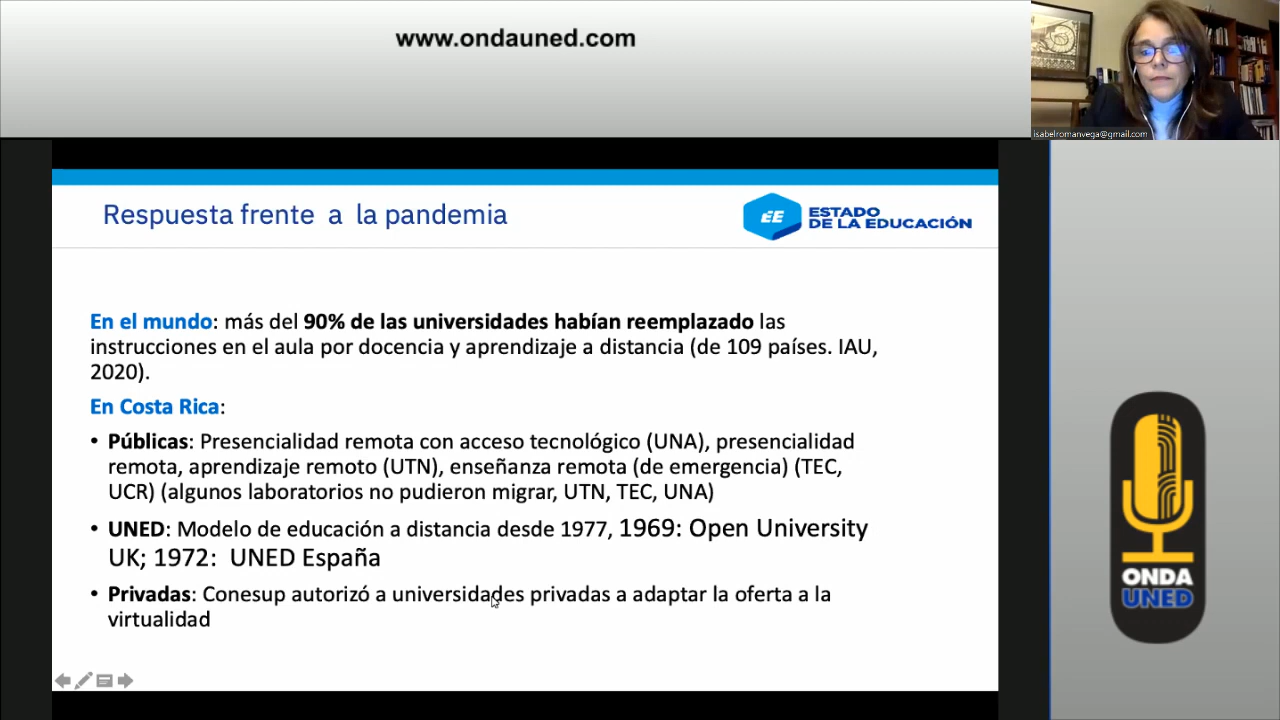 www.ondauned.com
isabelromanvega@gmail.com
Respuesta frente a la pandemia
EE
ESTADO
DE LA EDUCACIÓN
En el mundo: más del 90% de las universidades habían reemplazado las
instrucciones en el aula por docencia y aprendizaje a distancia (de 109 países. IAU,
2020).
En Costa Rica:
• Públicas: Presencialidad remota con acceso tecnológico (UNA), presencialidad
remota, aprendizaje remoto (UTN), enseñanza remota (de emergencia) (TEC,
UCR) (algunos laboratorios no pudieron migrar, UTN, TEC, UNA)
• UNED: Modelo de educación a distancia desde 1977, 1969: Open University
UK; 1972: UNED España
• Privadas: Conesup autorizó a universidades privadas a adaptar la oferta a la
virtualidad
ONDA
UNED